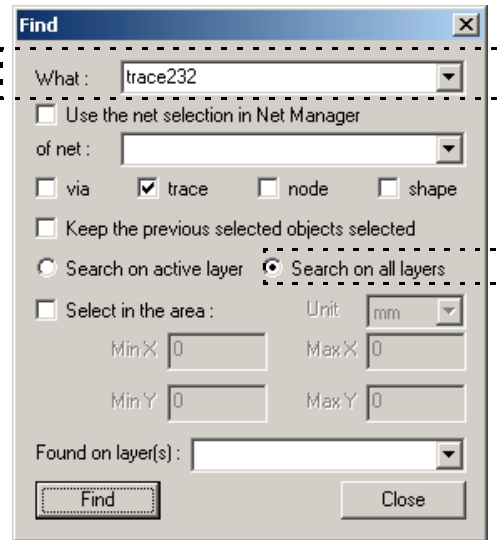 Find
What : trace232
Use the net selection in Net Manager
of net :
via trace node shape
Keep the previous selected objects selected
Search on active layer Search on all layers
Select in the area : Unit mm
Min X 0 Max X 0
Min Y 0 Max Y 0
Found on layer(s) :
Find Close